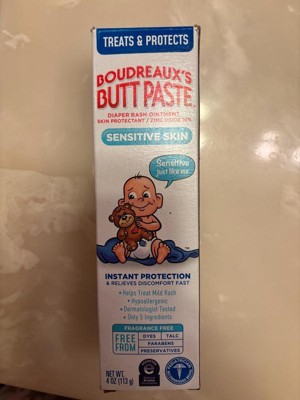 TREATS & PROTECTS
BOUDREAUX'S
BUTT PASTE
DIAPER RASH OINTMENT
SKIN PROTECTANT / ZINC OXIDE 10%
SENSITIVE SKIN
Sensitive
just like me.
INSTANT PROTECTION
& RELIEVES DISCOMFORT FAST
• Helps Treat Mild Rash
• Hypoallergenic
• Dermatologist Tested
• Only 5 Ingredients
FRAGRANCE FREE
FREE
FROM
DYES
TALC
PARABENS
PRESERVATIVES
NET WT.
4 OZ (113 g)